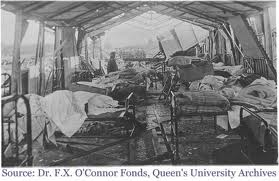 Source: Dr. F.X. O'Connor Fonds, Queen's University Archives